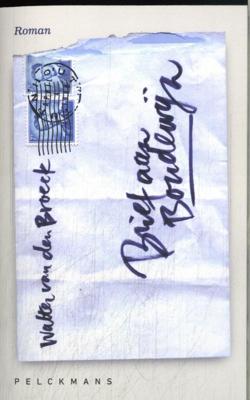 Roman
Brief aan
Boudewijn
Walter van den Broeck
PELCKMANS